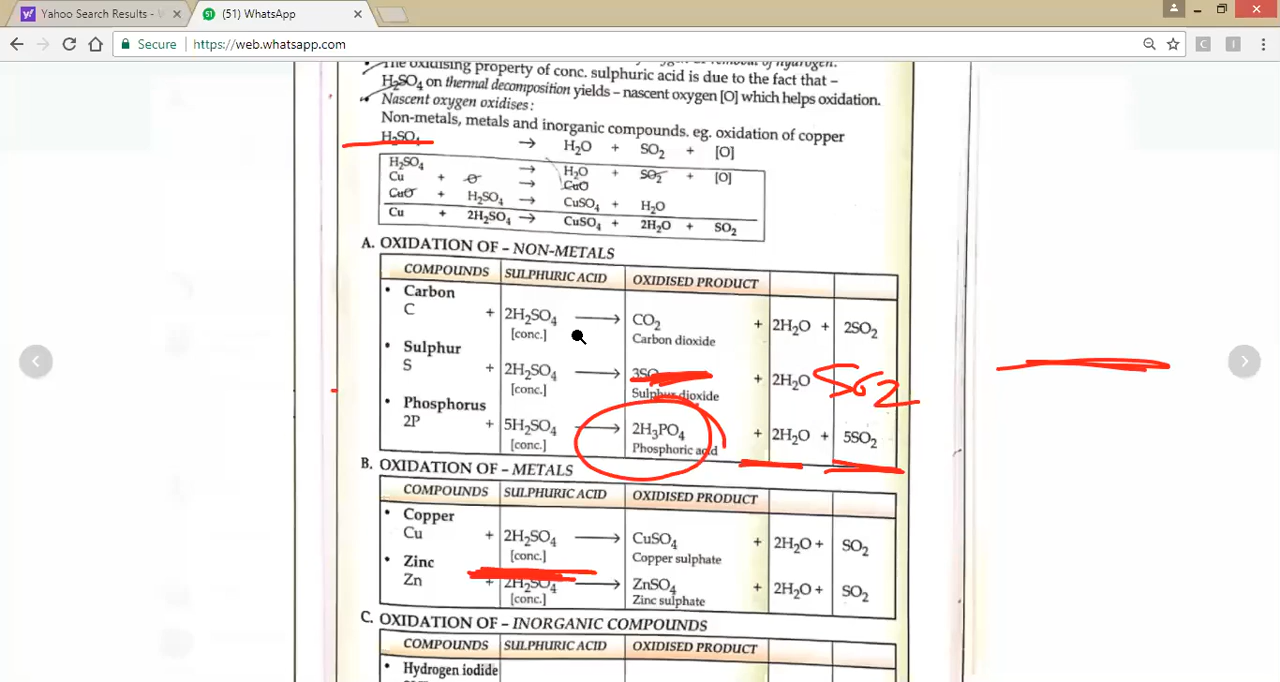 Yahoo Search Results - (51) WhatsApp
Secure https://web.whatsapp.com
The oxidising property of conc. sulphuric acid is due to the fact that –
H₂SO₄ on thermal decomposition yields – nascent oxygen [O] which helps oxidation.
• Nascent oxygen oxidises :
Non-metals, metals and inorganic compounds. eg. oxidation of copper
H₂SO₄ → H₂O + SO₂ + [O]
H₂SO₄ → H₂O + SO₂ + [O]
Cu + O → CuO
CuO + H₂SO₄ → CuSO₄ + H₂O
Cu + 2H₂SO₄ → CuSO₄ + 2H₂O + SO₂
A. OXIDATION OF – NON-METALS
COMPOUNDS SULPHURIC ACID OXIDISED PRODUCT
• Carbon
C + 2H₂SO₄ → CO₂ + 2H₂O + 2SO₂
[conc.] Carbon dioxide
• Sulphur
S + 2H₂SO₄ → 3SO + 2H₂O SO2
[conc.] Sulphur dioxide
• Phosphorus
2P + 5H₂SO₄ → 2H₃PO₄ + 2H₂O + 5SO₂
[conc.] Phosphoric acid
B. OXIDATION OF – METALS
COMPOUNDS SULPHURIC ACID OXIDISED PRODUCT
• Copper
Cu + 2H₂SO₄ → CuSO₄ + 2H₂O + SO₂
[conc.] Copper sulphate
• Zinc
Zn + 2H₂SO₄ → ZnSO₄ + 2H₂O + SO₂
[conc.] Zinc sulphate
C. OXIDATION OF – INORGANIC COMPOUNDS
COMPOUNDS SULPHURIC ACID OXIDISED PRODUCT
• Hydrogen iodide